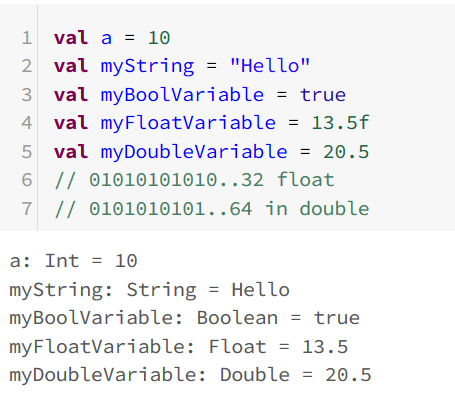 1 val a = 10
2 val myString = "Hello"
3 val myBoolVariable = true
4 val myFloatVariable = 13.5f
5 val myDoubleVariable = 20.5
6 // 01010101010..32 float
7 // 0101010101..64 in double
a: Int = 10
myString: String = Hello
myBoolVariable: Boolean = true
myFloatVariable: Float = 13.5
myDoubleVariable: Double = 20.5